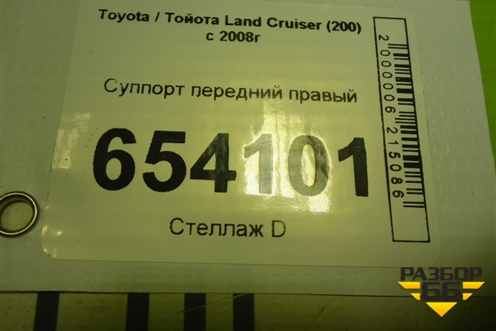 Toyota / Тойота Land Cruiser (200)
с 2008г
Суппорт передний правый
654101
Стеллаж D
2000006215086
РАЗБОР
66